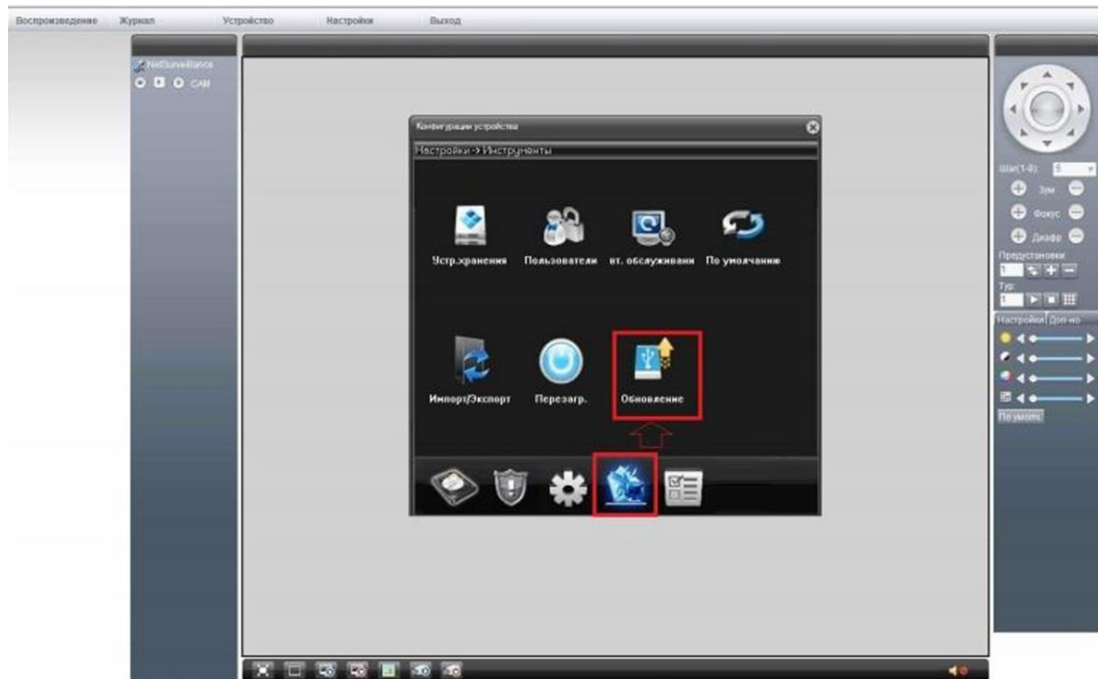 Воспроизведение Журнал Устройство Настройки Выход
NetSurveillance
CAM
Конфигурации устройства
Настройки -> Инструменты
Устр.хранения Пользователи вт. обслуживани По умолчанию
Импорт/Экспорт Перезагр. Обновление
Шаг(1-8): 5
Зум
Фокус
Диафр
Предустановки:
1
Тур:
1
Настройки Доп-но
По умолч.